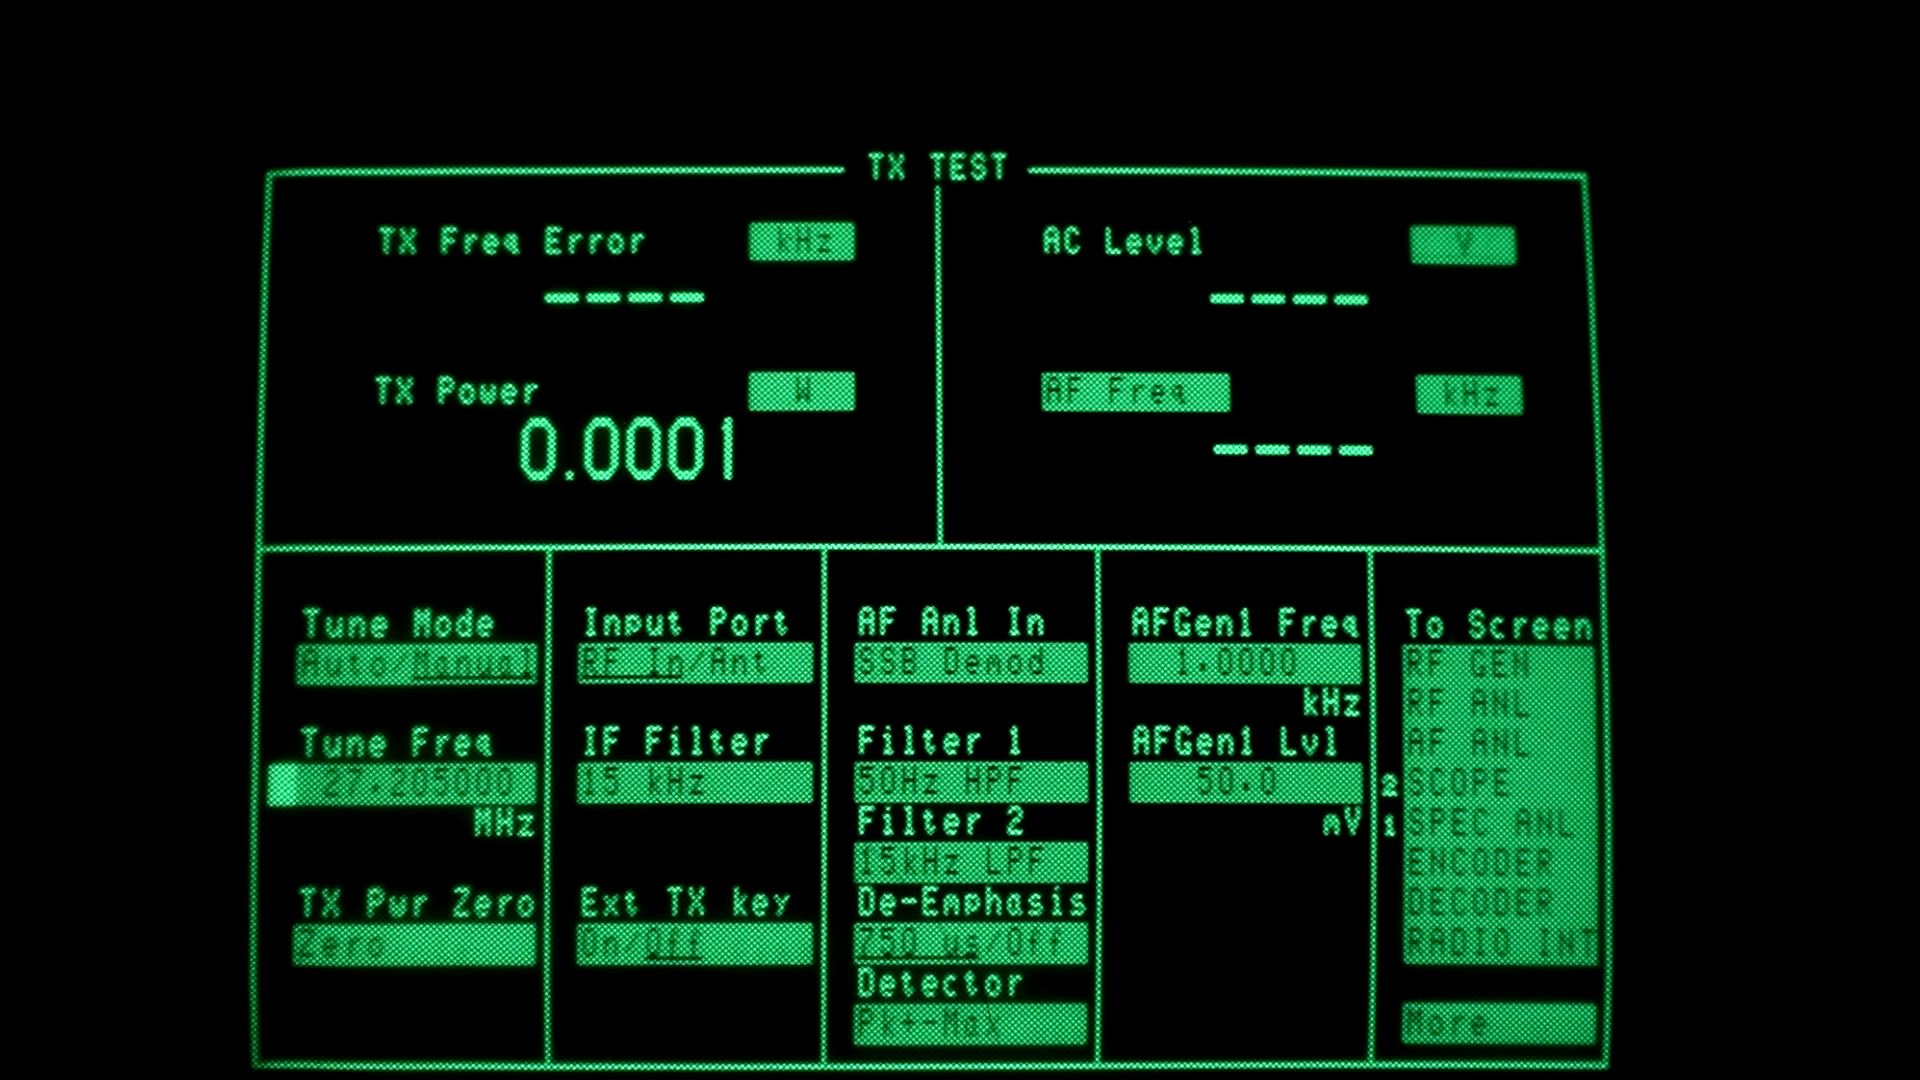 TX TEST
TX Freq Error kHz
----
TX Power W
0.0001
AC Level V
----
AF Freq kHz
----
Tune Mode
Auto/Manual
Tune Freq
27.205000
MHz
TX Pwr Zero
Zero
Input Port
RF In/Ant
IF Filter
15 kHz
Ext TX key
On/Off
AF Anl In
SSB Demod
Filter 1
50Hz HPF
Filter 2
15kHz LPF
De-Emphasis
750 us/Off
Detector
Pk+-Max
AFGen1 Freq
1.0000
kHz
AFGen1 Lvl
50.0
mV
To Screen
RF GEN
RF ANL
AF ANL
2 SCOPE
1 SPEC ANL
ENCODER
DECODER
RADIO INT
More